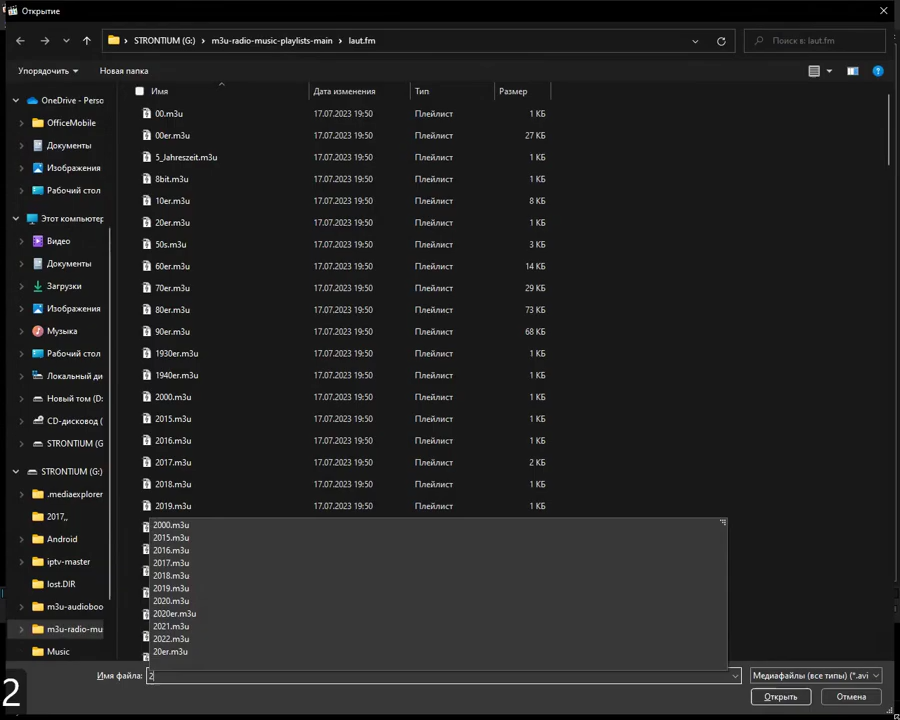 Открытие
STRONTIUM (G:) › m3u-radio-music-playlists-main › laut.fm
Поиск в: laut.fm
Упорядочить
Новая папка
Имя
Дата изменения
Тип
Размер
OneDrive - Perso
OfficeMobile
Документы
Изображения
Рабочий стол
Этот компьютер
Видео
Документы
Загрузки
Изображения
Музыка
Рабочий стол
Локальный ди
Новый том (D:
CD-дисковод (
STRONTIUM (G
STRONTIUM (G:)
.mediaexplorer
2017,,
Android
iptv-master
lost.DIR
m3u-audioboo
m3u-radio-mu
Music
00.m3u 17.07.2023 19:50 Плейлист 1 КБ
00er.m3u 17.07.2023 19:50 Плейлист 27 КБ
5_Jahreszeit.m3u 17.07.2023 19:50 Плейлист 1 КБ
8bit.m3u 17.07.2023 19:50 Плейлист 1 КБ
10er.m3u 17.07.2023 19:50 Плейлист 8 КБ
20er.m3u 17.07.2023 19:50 Плейлист 1 КБ
50s.m3u 17.07.2023 19:50 Плейлист 3 КБ
60er.m3u 17.07.2023 19:50 Плейлист 14 КБ
70er.m3u 17.07.2023 19:50 Плейлист 29 КБ
80er.m3u 17.07.2023 19:50 Плейлист 73 КБ
90er.m3u 17.07.2023 19:50 Плейлист 68 КБ
1930er.m3u 17.07.2023 19:50 Плейлист 1 КБ
1940er.m3u 17.07.2023 19:50 Плейлист 1 КБ
2000.m3u 17.07.2023 19:50 Плейлист 1 КБ
2015.m3u 17.07.2023 19:50 Плейлист 1 КБ
2016.m3u 17.07.2023 19:50 Плейлист 1 КБ
2017.m3u 17.07.2023 19:50 Плейлист 2 КБ
2018.m3u 17.07.2023 19:50 Плейлист 1 КБ
2019.m3u 17.07.2023 19:50 Плейлист 1 КБ
2000.m3u
2015.m3u
2016.m3u
2017.m3u
2018.m3u
2019.m3u
2020.m3u
2020er.m3u
2021.m3u
2022.m3u
20er.m3u
Имя файла: 2
Медиафайлы (все типы) (*.avi
Открыть
Отмена
2